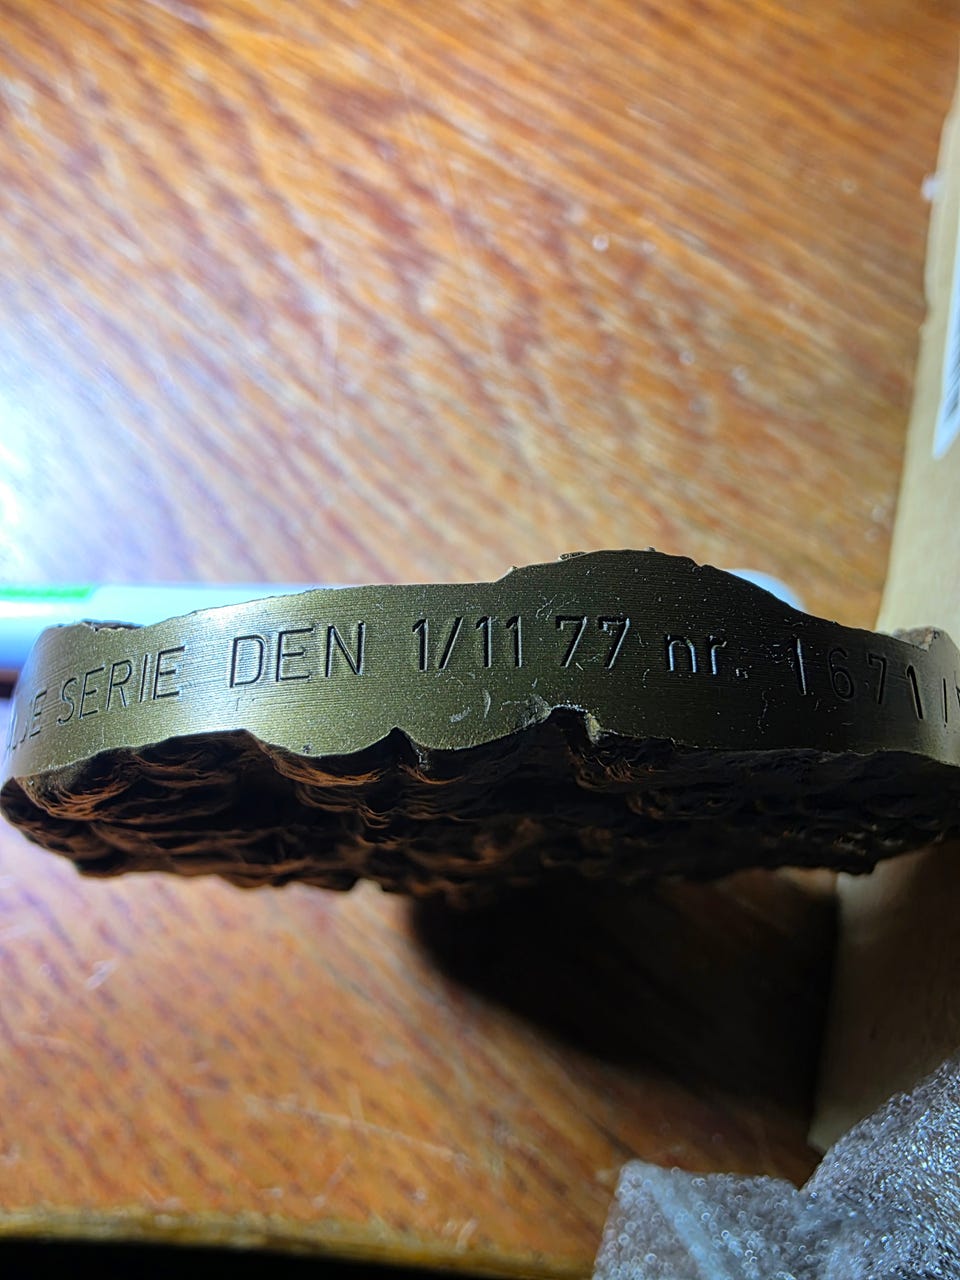 SERIE DEN 1/11 77 nr. 1671 /